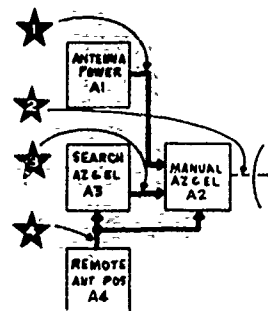 1
ANTENNA
POWER
A1
2
3
SEARCH
AZ & EL
A3
MANUAL
AZ & EL
A2
4
REMOTE
ANT POS
A4